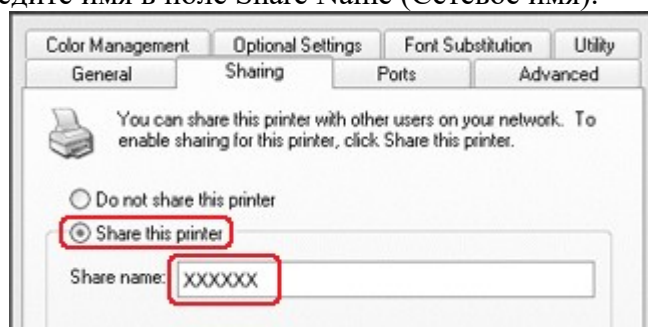 едите имя в поле Share Name (Сетевое имя).
Color Management Optional Settings Font Substitution Utility
General Sharing Ports Advanced
You can share this printer with other users on your network. To
enable sharing for this printer, click Share this printer.
Do not share this printer
Share this printer
Share name: XXXXXX